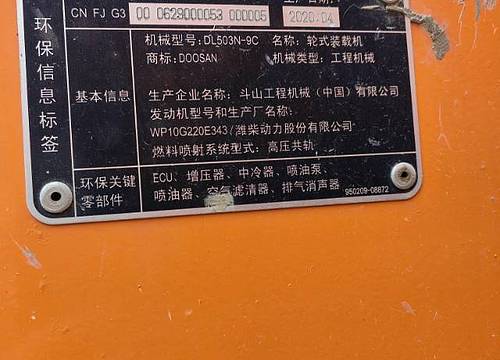 CN FJ G3 00 0629000053 000005
2020.04
环保信息标签
机械型号: DL503N-9C 名称: 轮式装载机
商标: DOOSAN 机械类型: 工程机械
基本信息
生产企业名称: 斗山工程机械（中国）有限公司
发动机型号和生产厂名称:
WP10G220E343/潍柴动力股份有限公司
燃料喷射系统型式: 高压共轨
环保关键
零部件
ECU、增压器、中冷器、喷油泵、
喷油器、空气滤清器、排气消声器
950209-08872